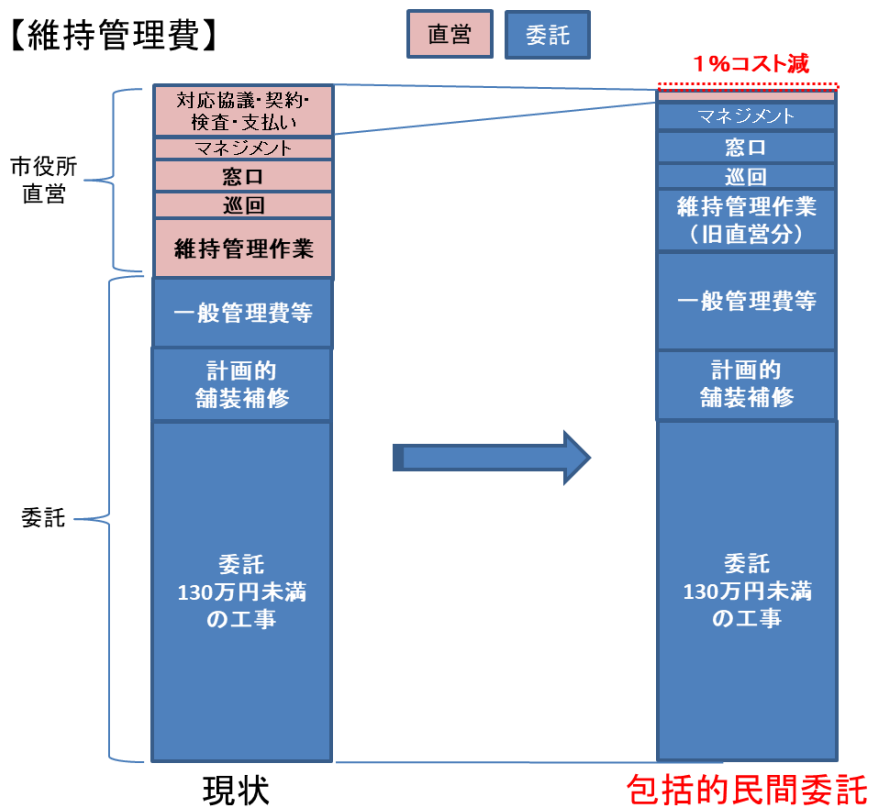 【維持管理費】
直営
委託
1%コスト減
市役所
直営
対応協議・契約・
検査・支払い
マネジメント
窓口
巡回
維持管理作業
委託
一般管理費等
計画的
舗装補修
委託
130万円未満
の工事
現状
マネジメント
窓口
巡回
維持管理作業
（旧直営分）
一般管理費等
計画的
舗装補修
委託
130万円未満
の工事
包括的民間委託